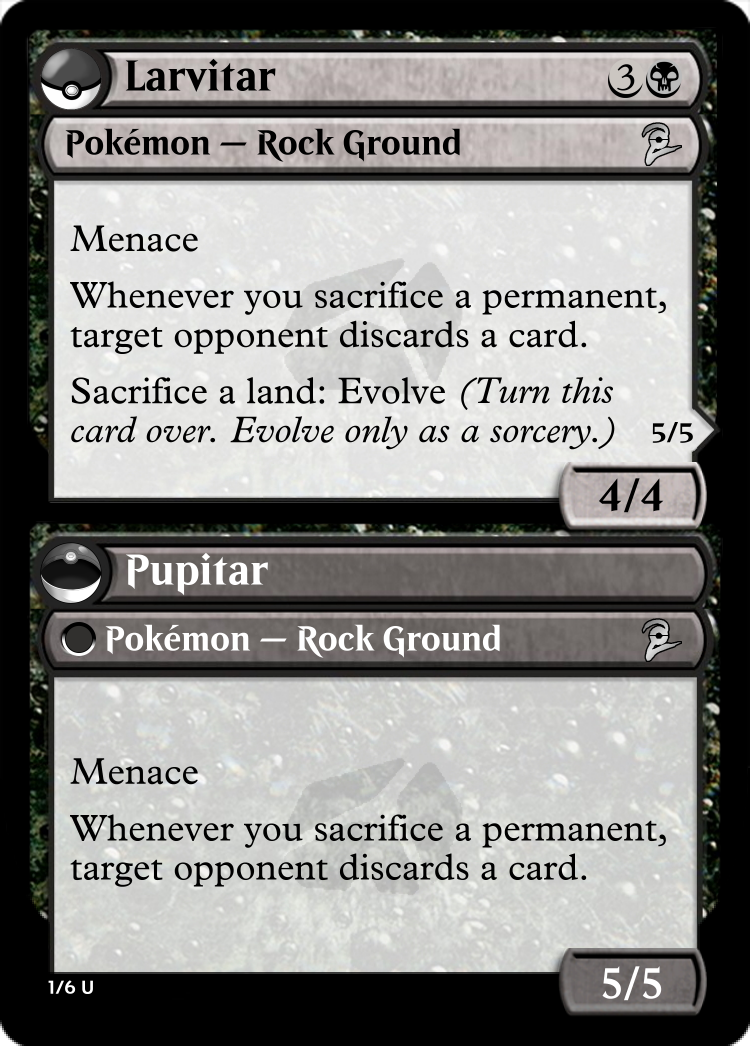 Larvitar 3
Pokémon — Rock Ground
Menace
Whenever you sacrifice a permanent,
target opponent discards a card.
Sacrifice a land: Evolve (Turn this
card over. Evolve only as a sorcery.) 5/5
4/4
Pupitar
Pokémon — Rock Ground
Menace
Whenever you sacrifice a permanent,
target opponent discards a card.
1/6 U
5/5